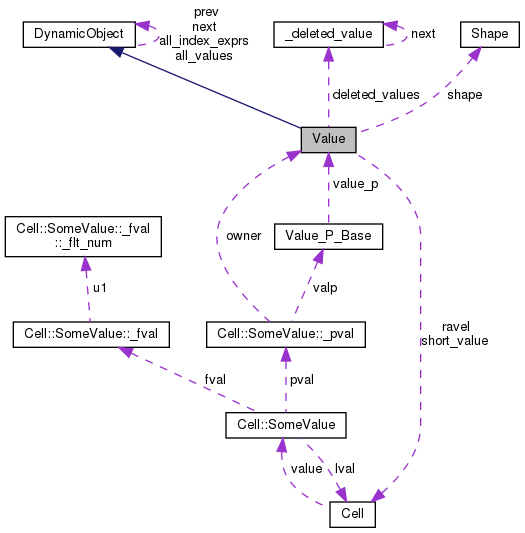 prev
next
all_index_exprs
all_values
DynamicObject
_deleted_value
next
Shape
deleted_values
shape
Value
value_p
owner
Cell::SomeValue::_fval
::_flt_num
Value_P_Base
u1
valp
ravel
short_value
Cell::SomeValue::_fval
Cell::SomeValue::_pval
fval
pval
Cell::SomeValue
value
lval
Cell